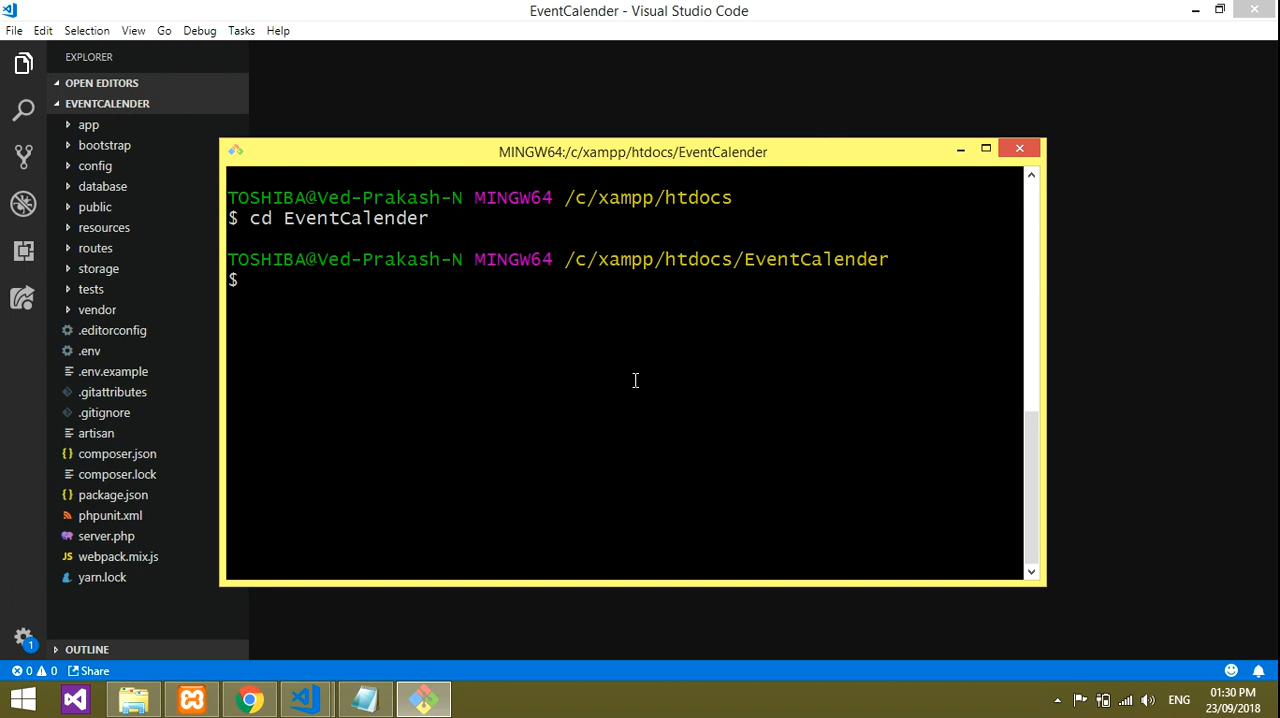 EventCalender - Visual Studio Code
File Edit Selection View Go Debug Tasks Help
EXPLORER
OPEN EDITORS
EVENTCALENDER
app
bootstrap
config
database
public
resources
routes
storage
tests
vendor
.editorconfig
.env
.env.example
.gitattributes
.gitignore
artisan
composer.json
composer.lock
package.json
phpunit.xml
server.php
JS webpack.mix.js
yarn.lock
OUTLINE
MINGW64:/c/xampp/htdocs/EventCalender
TOSHIBA@Ved-Prakash-N MINGW64 /c/xampp/htdocs
$ cd EventCalender
TOSHIBA@Ved-Prakash-N MINGW64 /c/xampp/htdocs/EventCalender
$
1
0 0 Share
ENG
01:30 PM
23/09/2018